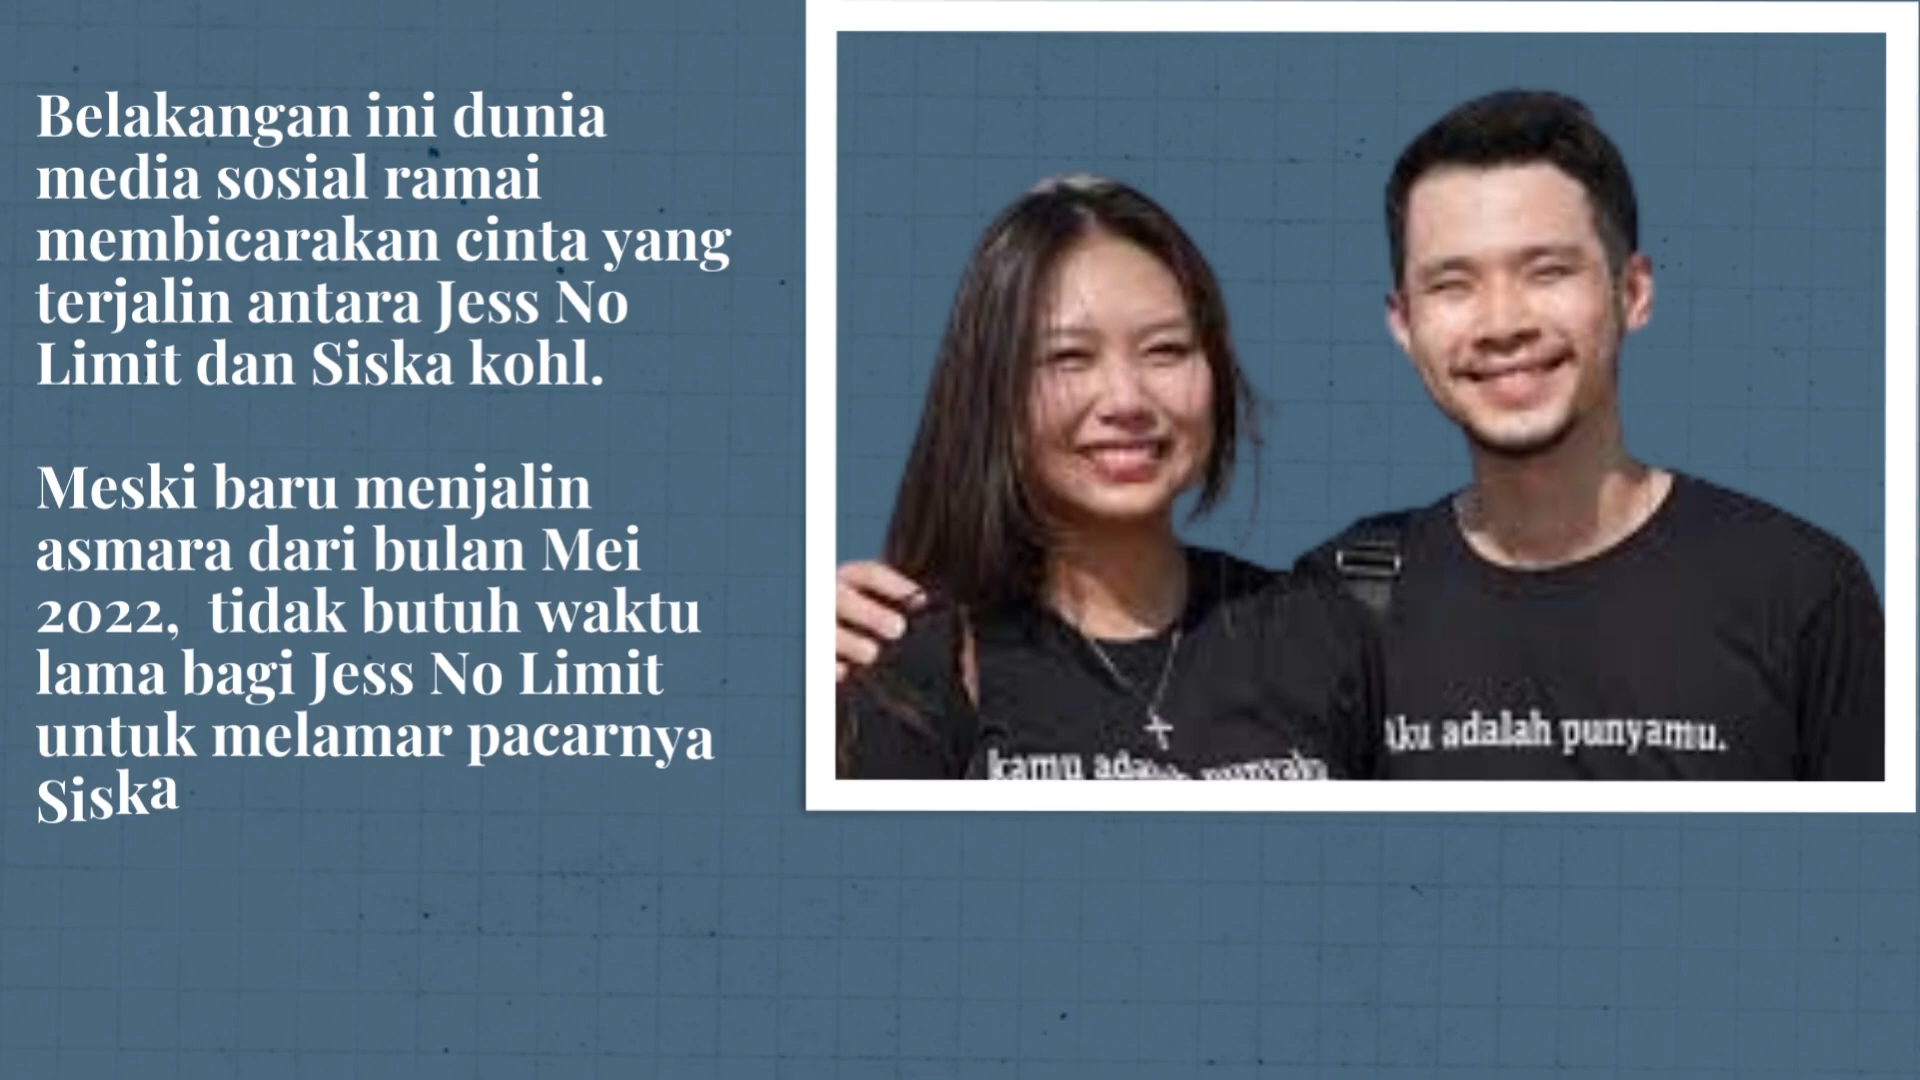 Belakangan ini dunia
media sosial ramai
membicarakan cinta yang
terjalin antara Jess No
Limit dan Siska kohl.
Meski baru menjalin
asmara dari bulan Mei
2022, tidak butuh waktu
lama bagi Jess No Limit
untuk melamar pacarnya
Siska
Aku adalah punyamu.
kamu